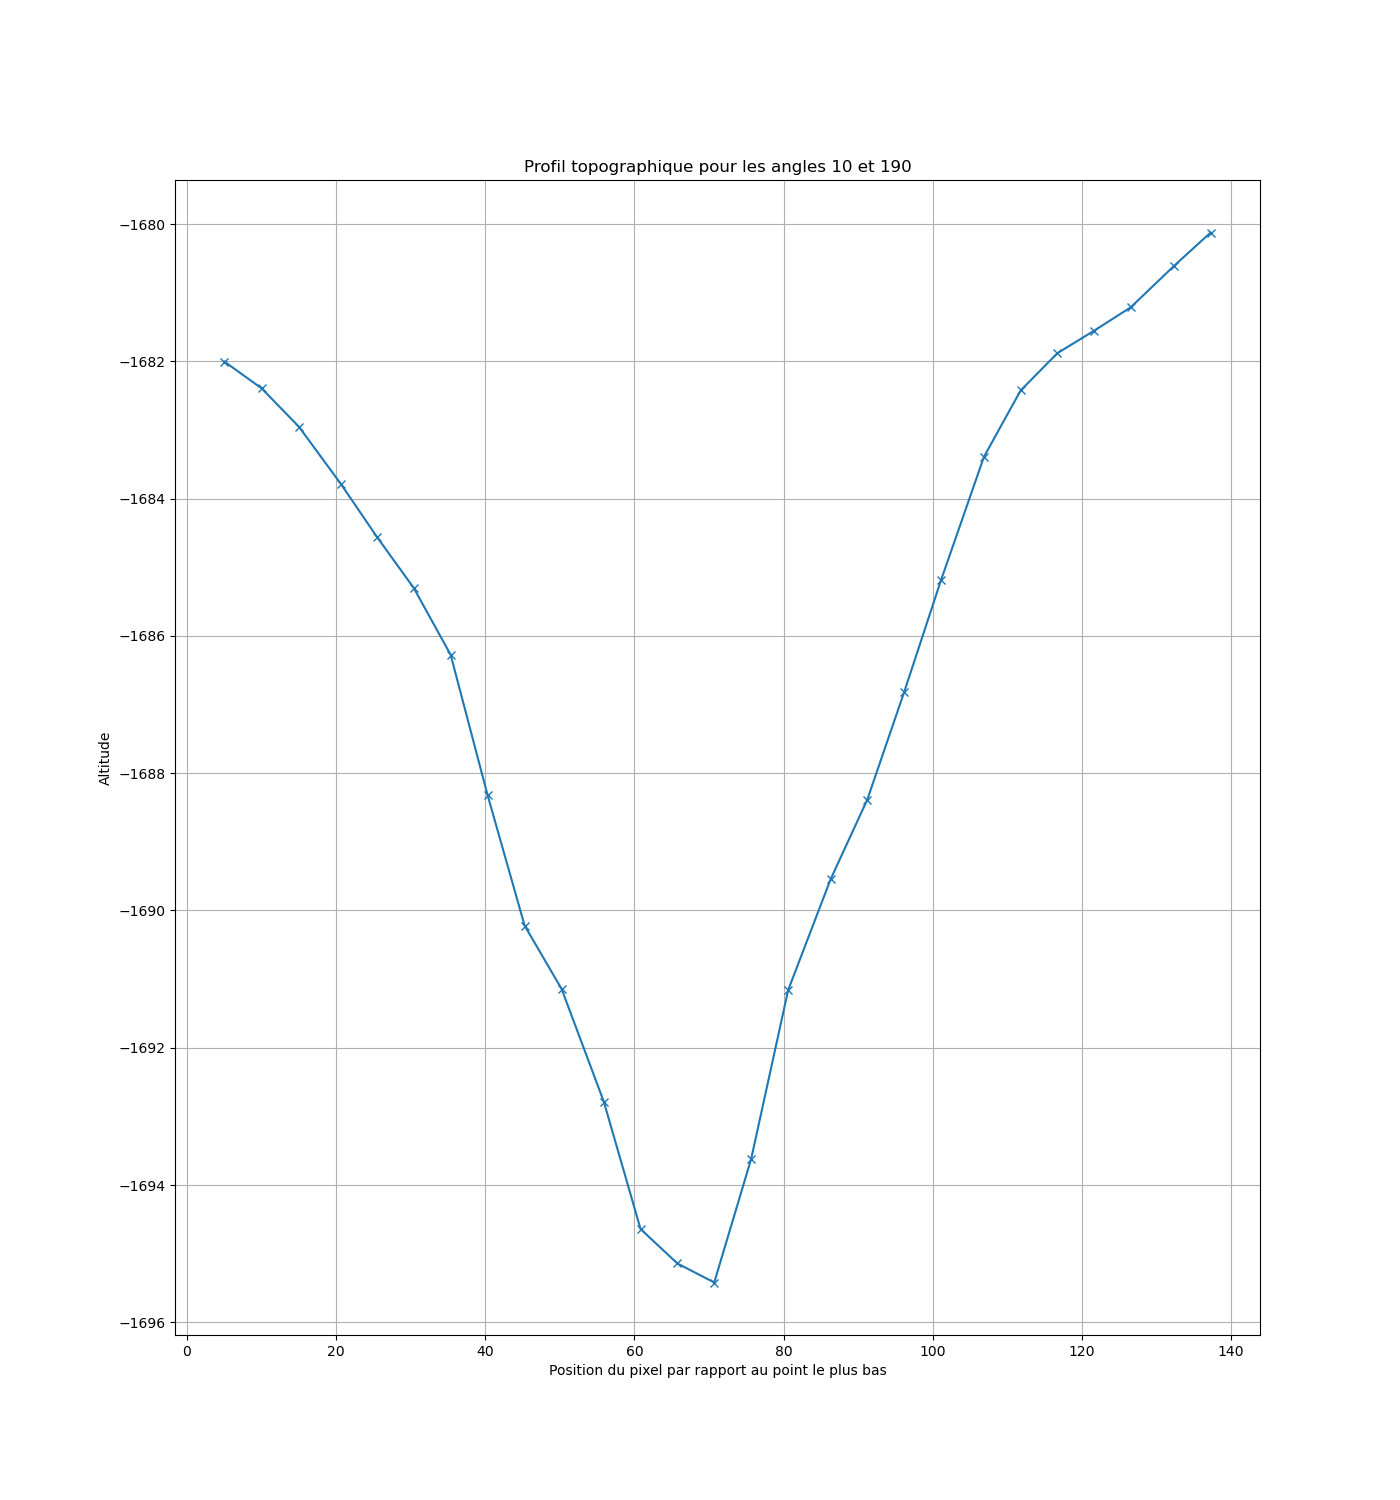 Profil topographique pour les angles 10 et 190
−1680
−1682
−1684
−1686
−1688
−1690
−1692
−1694
−1696
Altitude
0 20 40 60 80 100 120 140
Position du pixel par rapport au point le plus bas